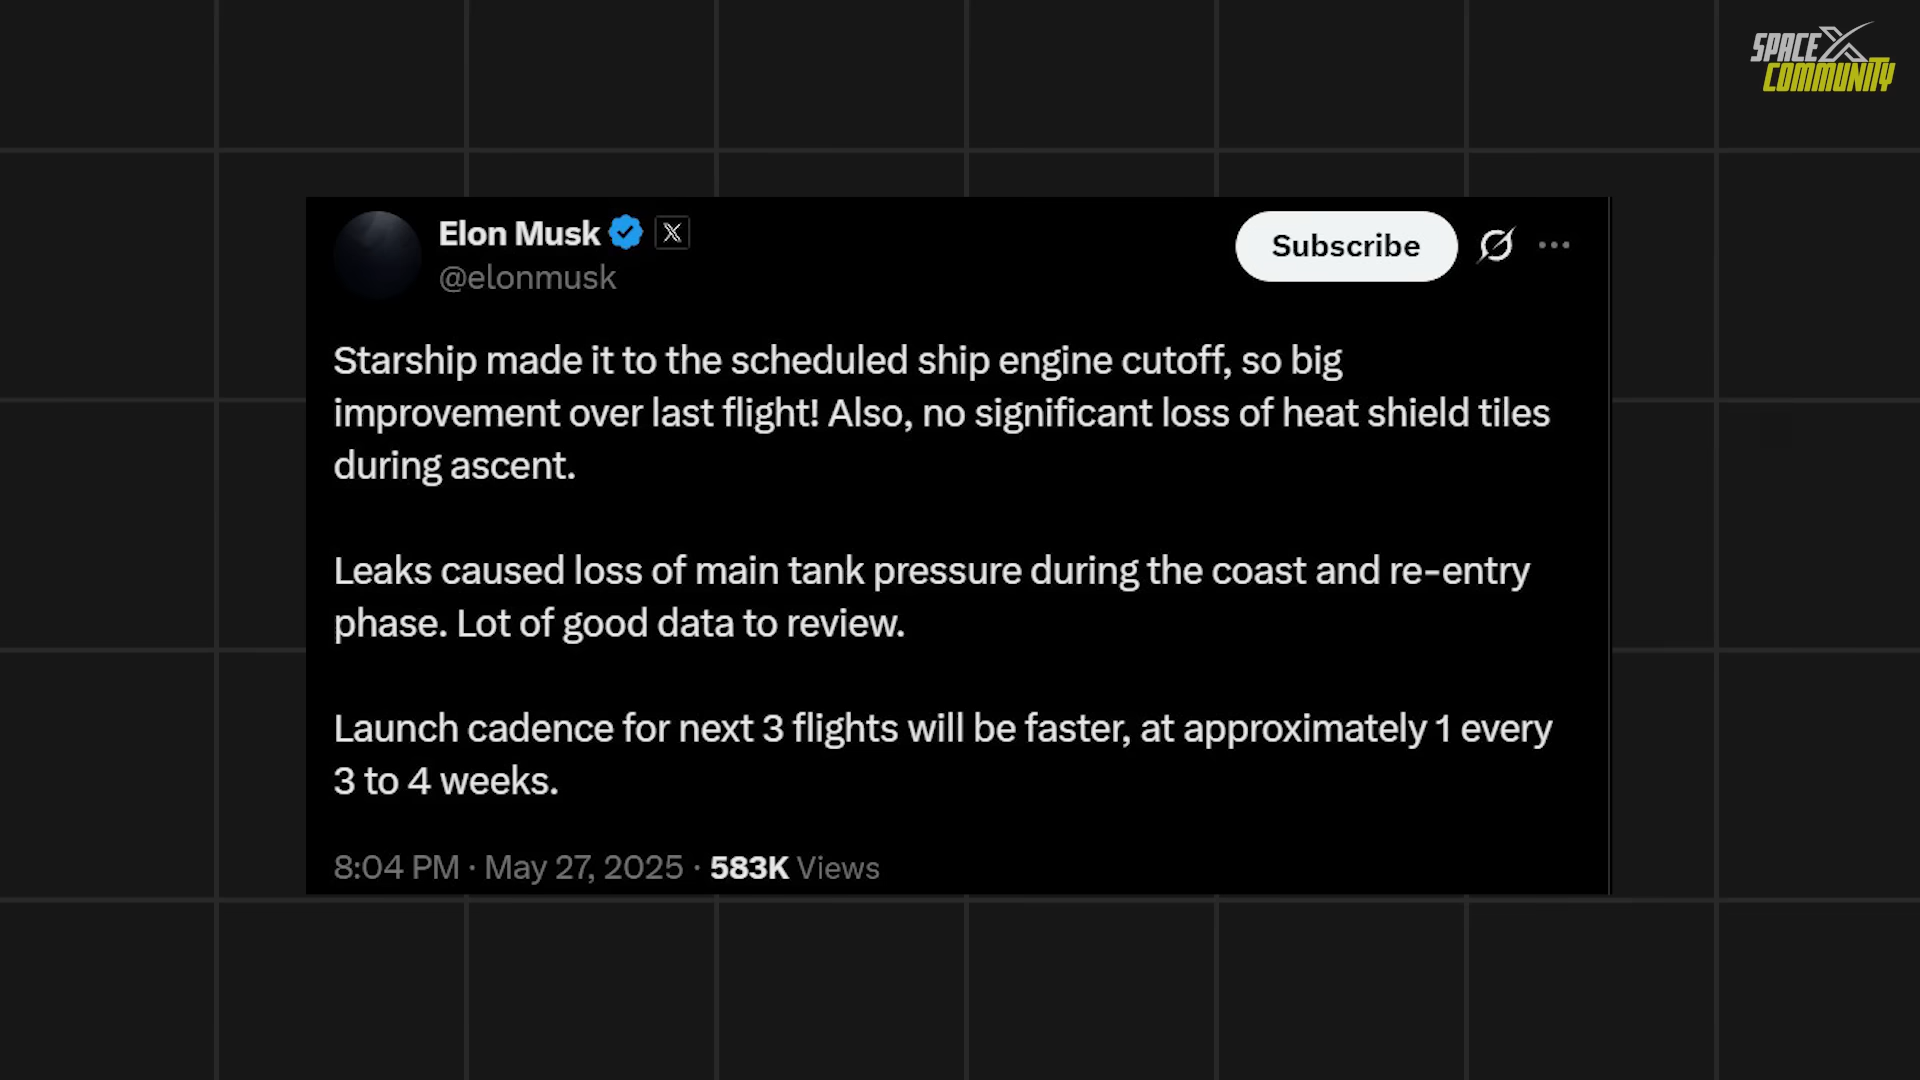 SPACEX
COMMUNITY
Elon Musk
@elonmusk
Subscribe
Starship made it to the scheduled ship engine cutoff, so big
improvement over last flight! Also, no significant loss of heat shield tiles
during ascent.
Leaks caused loss of main tank pressure during the coast and re-entry
phase. Lot of good data to review.
Launch cadence for next 3 flights will be faster, at approximately 1 every
3 to 4 weeks.
8:04 PM · May 27, 2025 · 583K Views